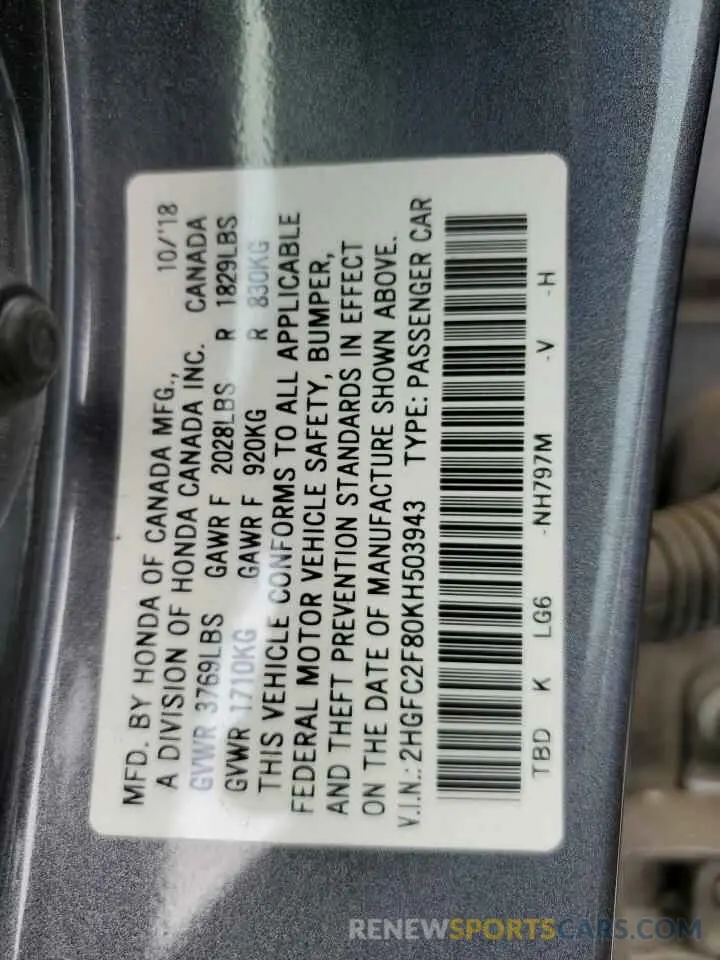 MFD. BY HONDA OF CANADA MFG., 10/'18
A DIVISION OF HONDA CANADA INC. CANADA
GVWR 3769LBS GAWR F 2028LBS R 1829LBS
GVWR 1710KG GAWR F 920KG R 830KG
THIS VEHICLE CONFORMS TO ALL APPLICABLE
FEDERAL MOTOR VEHICLE SAFETY, BUMPER,
AND THEFT PREVENTION STANDARDS IN EFFECT
ON THE DATE OF MANUFACTURE SHOWN ABOVE.
V.I.N.: 2HGFC2F80KH503943 TYPE: PASSENGER CAR
TBD K LG6 -NH797M -V -H
RENEWSPORTSCARS.COM